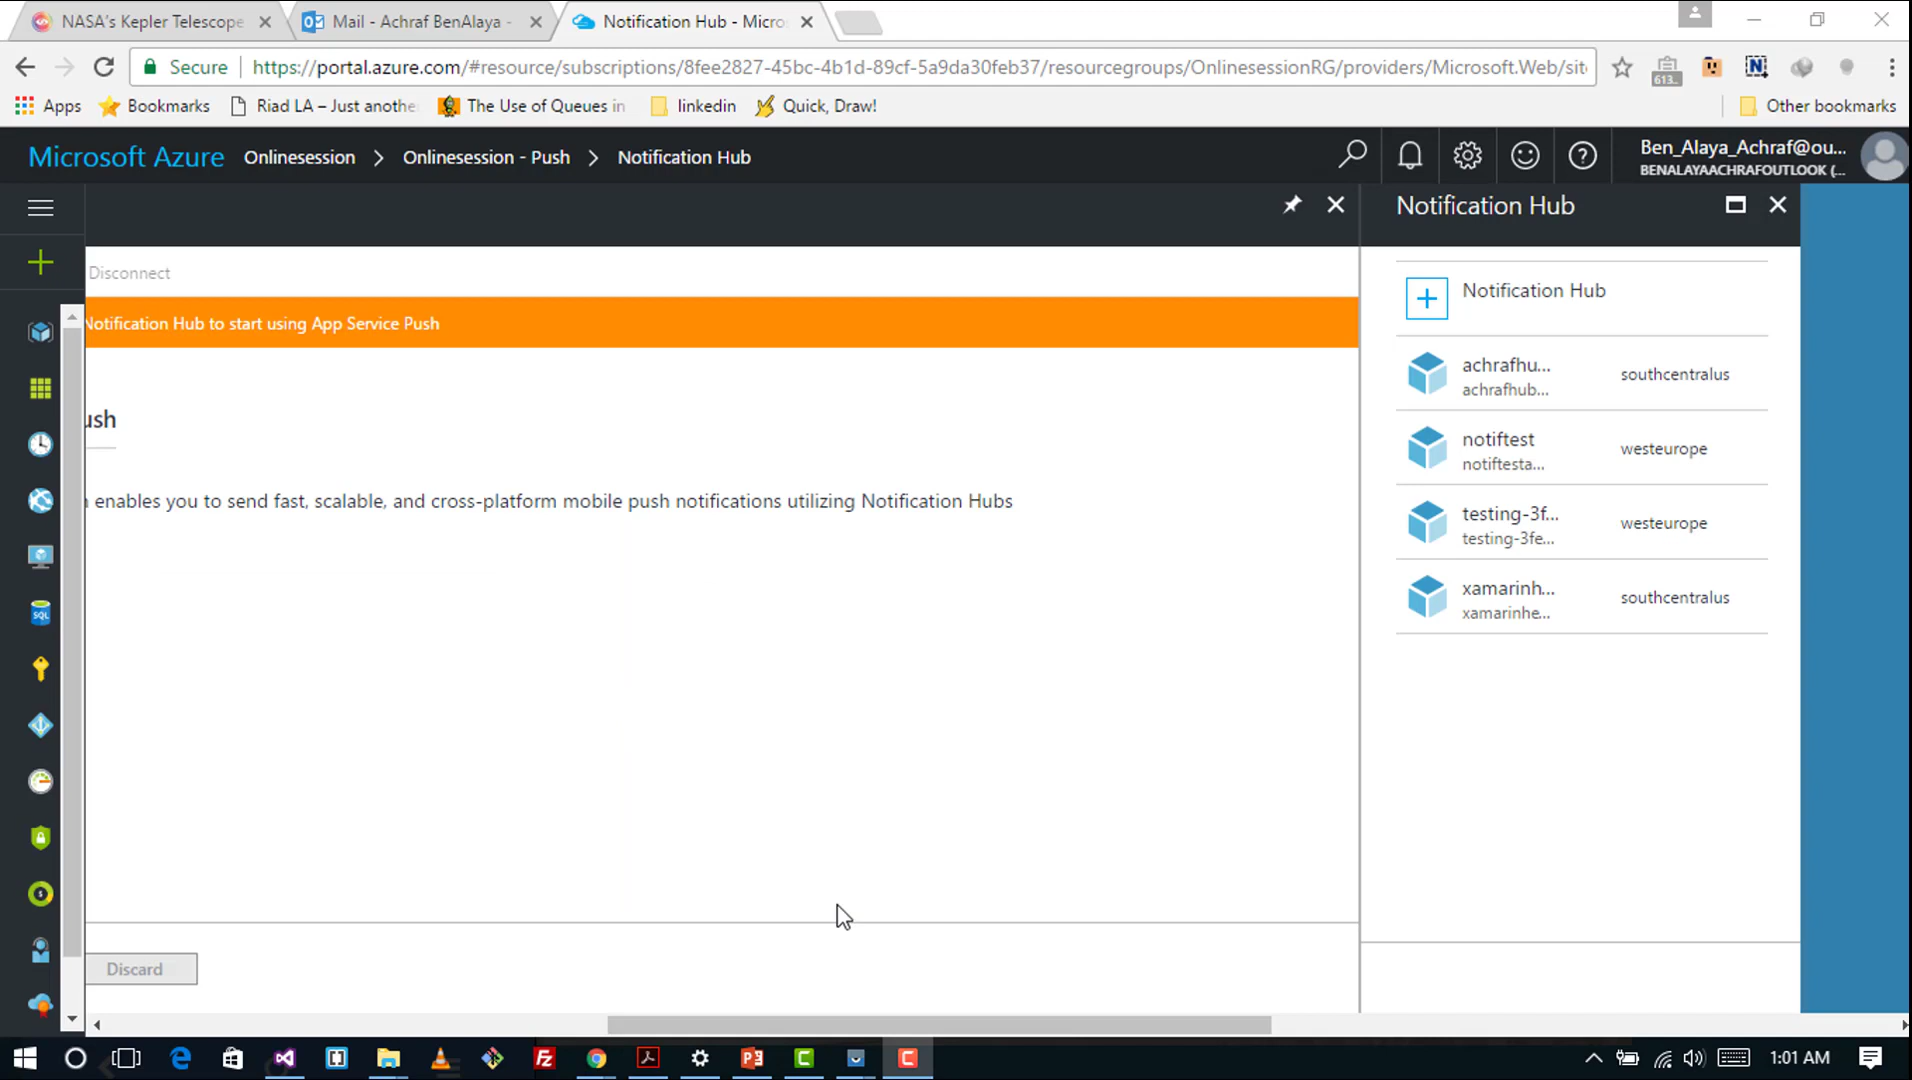 NASA's Kepler Telescope
Mail - Achraf BenAlaya -
Notification Hub - Micro
Secure
https://portal.azure.com/#resource/subscriptions/8fee2827-45bc-4b1d-89cf-5a9da30feb37/resourcegroups/OnlinesessionRG/providers/Microsoft.Web/sit
613..
Apps
Bookmarks
Riad LA – Just anothe
The Use of Queues in
linkedin
Quick, Draw!
Other bookmarks
Microsoft Azure
Onlinesession > Onlinesession - Push > Notification Hub
Ben_Alaya_Achraf@ou...
BENALAYAACHRAFOUTLOOK (...
Notification Hub
Disconnect
Notification Hub to start using App Service Push
ush
enables you to send fast, scalable, and cross-platform mobile push notifications utilizing Notification Hubs
Discard
Notification Hub
achrafhu...
achrafhub...
southcentralus
notiftest
notiftesta...
westeurope
testing-3f...
testing-3fe...
westeurope
xamarinh...
xamarinhe...
southcentralus
SQL
1:01 AM